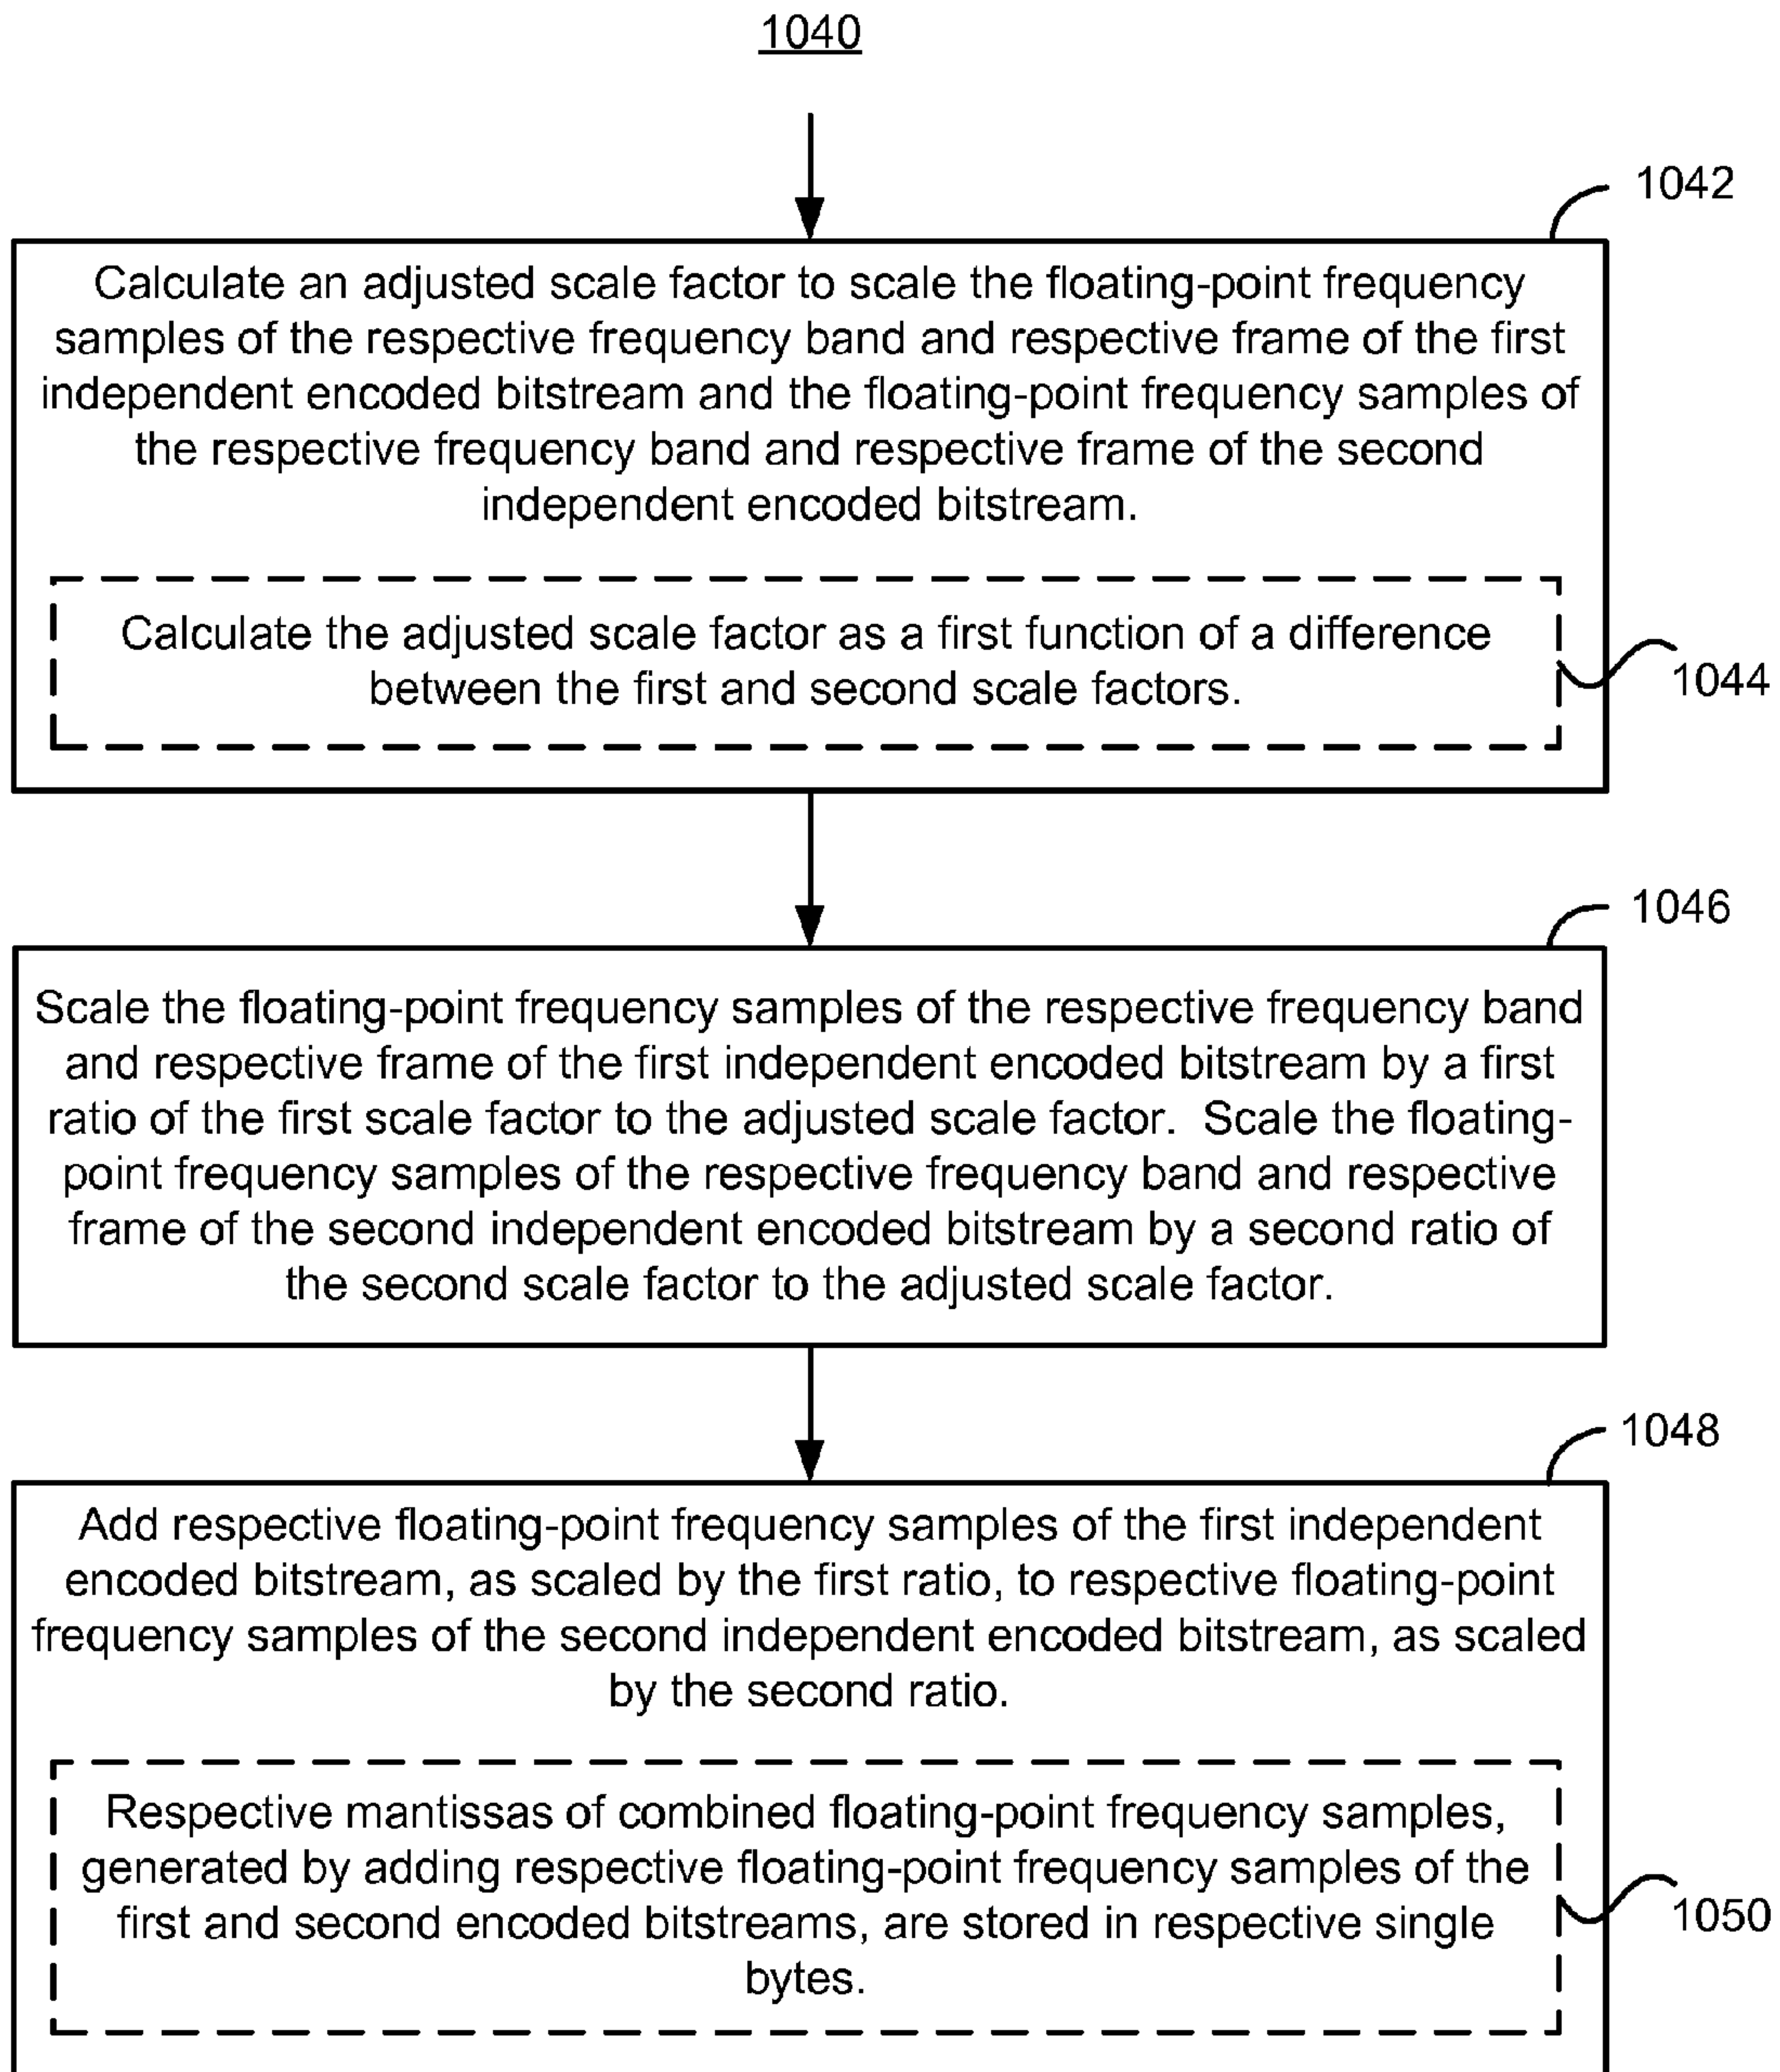 1040
1042
Calculate an adjusted scale factor to scale the floating-point frequency
samples of the respective frequency band and respective frame of the first
independent encoded bitstream and the floating-point frequency samples of
the respective frequency band and respective frame of the second
independent encoded bitstream.
Calculate the adjusted scale factor as a first function of a difference
between the first and second scale factors.
1044
1046
Scale the floating-point frequency samples of the respective frequency band
and respective frame of the first independent encoded bitstream by a first
ratio of the first scale factor to the adjusted scale factor.  Scale the floating-
point frequency samples of the respective frequency band and respective
frame of the second independent encoded bitstream by a second ratio of
the second scale factor to the adjusted scale factor.
1048
Add respective floating-point frequency samples of the first independent
encoded bitstream, as scaled by the first ratio, to respective floating-point
frequency samples of the second independent encoded bitstream, as scaled
by the second ratio.
Respective mantissas of combined floating-point frequency samples,
generated by adding respective floating-point frequency samples of the
first and second encoded bitstreams, are stored in respective single
bytes.
1050